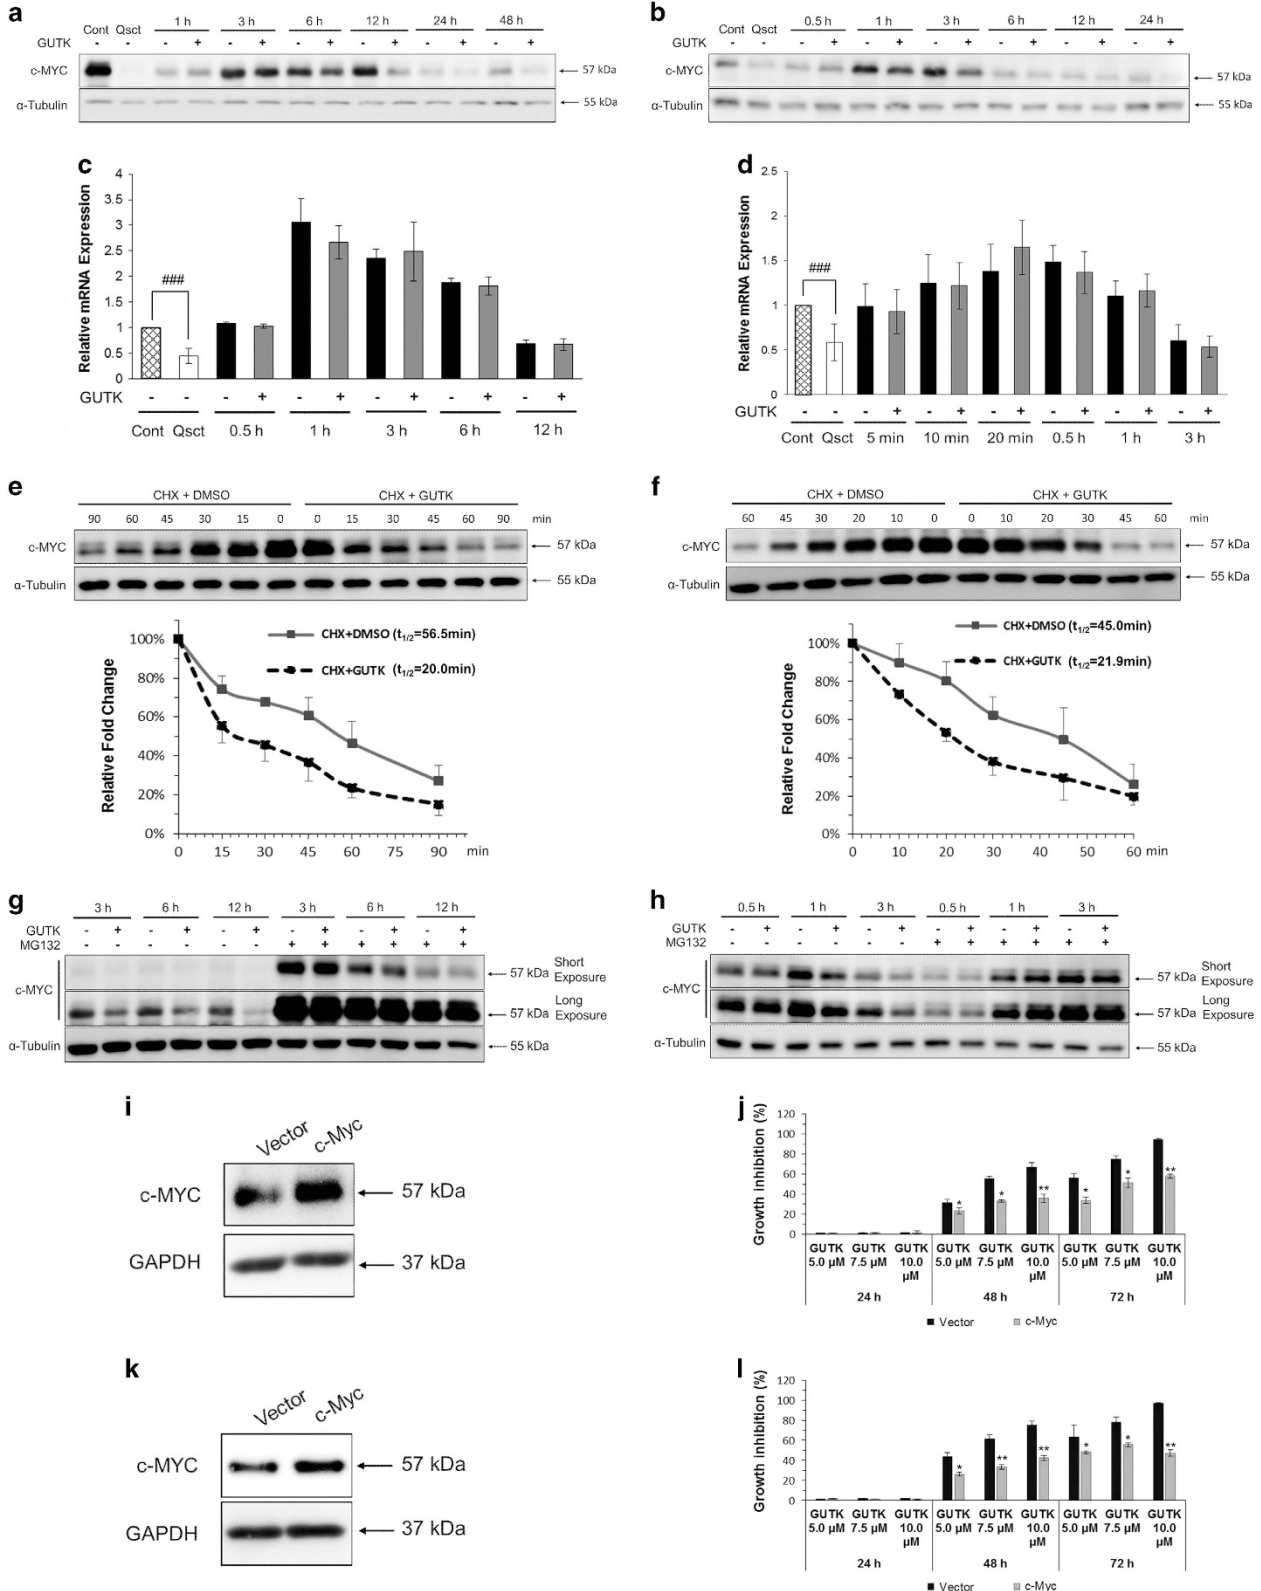 a
Cont Qsct 1 h 3 h 6 h 12 h 24 h 48 h
GUTK - - - + - + - + - + - + - +
c-MYC 57 kDa
α-Tubulin 55 kDa
b
Cont Qsct 0.5 h 1 h 3 h 6 h 12 h 24 h
GUTK - - - + - + - + - + - + - +
c-MYC 57 kDa
α-Tubulin 55 kDa
c
Relative mRNA Expression
4
3.5
3
2.5
2
1.5
1
0.5
0
###
GUTK - - - + - + - + - + - +
Cont Qsct 0.5 h 1 h 3 h 6 h 12 h
d
Relative mRNA Expression
2.5
2
1.5
1
0.5
0
###
GUTK - - - + - + - + - + - + - +
Cont Qsct 5 min 10 min 20 min 0.5 h 1 h 3 h
e
CHX + DMSO CHX + GUTK
90 60 45 30 15 0 0 15 30 45 60 90 min
c-MYC 57 kDa
α-Tubulin 55 kDa
Relative Fold Change
100%
80%
60%
40%
20%
0%
CHX+DMSO (t1/2=56.5min)
CHX+GUTK (t1/2=20.0min)
0 15 30 45 60 75 90 min
f
CHX + DMSO CHX + GUTK
60 45 30 20 10 0 0 10 20 30 45 60 min
c-MYC 57 kDa
α-Tubulin 55 kDa
Relative Fold Change
100%
80%
60%
40%
20%
0%
CHX+DMSO (t1/2=45.0min)
CHX+GUTK (t1/2=21.9min)
0 10 20 30 40 50 60 min
g
3 h 6 h 12 h 3 h 6 h 12 h
GUTK - + - + - + - + - + - +
MG132 - - - - - - + + + + + +
c-MYC
57 kDa Short Exposure
57 kDa Long Exposure
α-Tubulin 55 kDa
h
0.5 h 1 h 3 h 0.5 h 1 h 3 h
GUTK - + - + - + - + - + - +
MG132 - - - - - - + + + + + +
c-MYC
57 kDa Short Exposure
57 kDa Long Exposure
α-Tubulin 55 kDa
i
Vector c-Myc
c-MYC 57 kDa
GAPDH 37 kDa
j
Growth inhibition (%)
120
100
80
60
40
20
0
* * ** * * **
GUTK GUTK GUTK GUTK GUTK GUTK GUTK GUTK GUTK
5.0 µM 7.5 µM 10.0 µM 5.0 µM 7.5 µM 10.0 µM 5.0 µM 7.5 µM 10.0 µM
24 h 48 h 72 h
Vector c-Myc
k
Vector c-Myc
c-MYC 57 kDa
GAPDH 37 kDa
l
Growth inhibition (%)
120
100
80
60
40
20
0
* ** ** * * **
GUTK GUTK GUTK GUTK GUTK GUTK GUTK GUTK GUTK
5.0 µM 7.5 µM 10.0 µM 5.0 µM 7.5 µM 10.0 µM 5.0 µM 7.5 µM 10.0 µM
24 h 48 h 72 h
Vector c-Myc